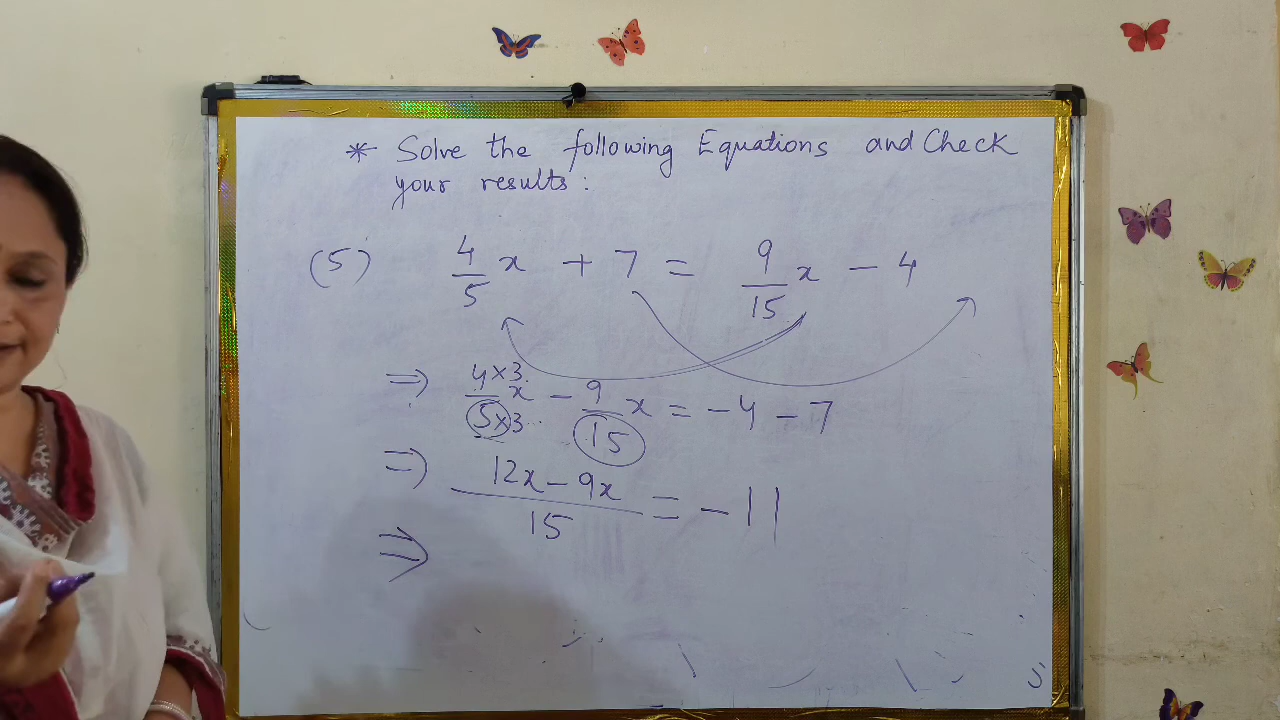 * Solve the following Equations and Check
your results:
(5) 4/5 x + 7 = 9/15 x - 4
⇒ 4×3/5×3 x - 9/15 x = -4 - 7
⇒ 12x - 9x/15 = -11
⇒